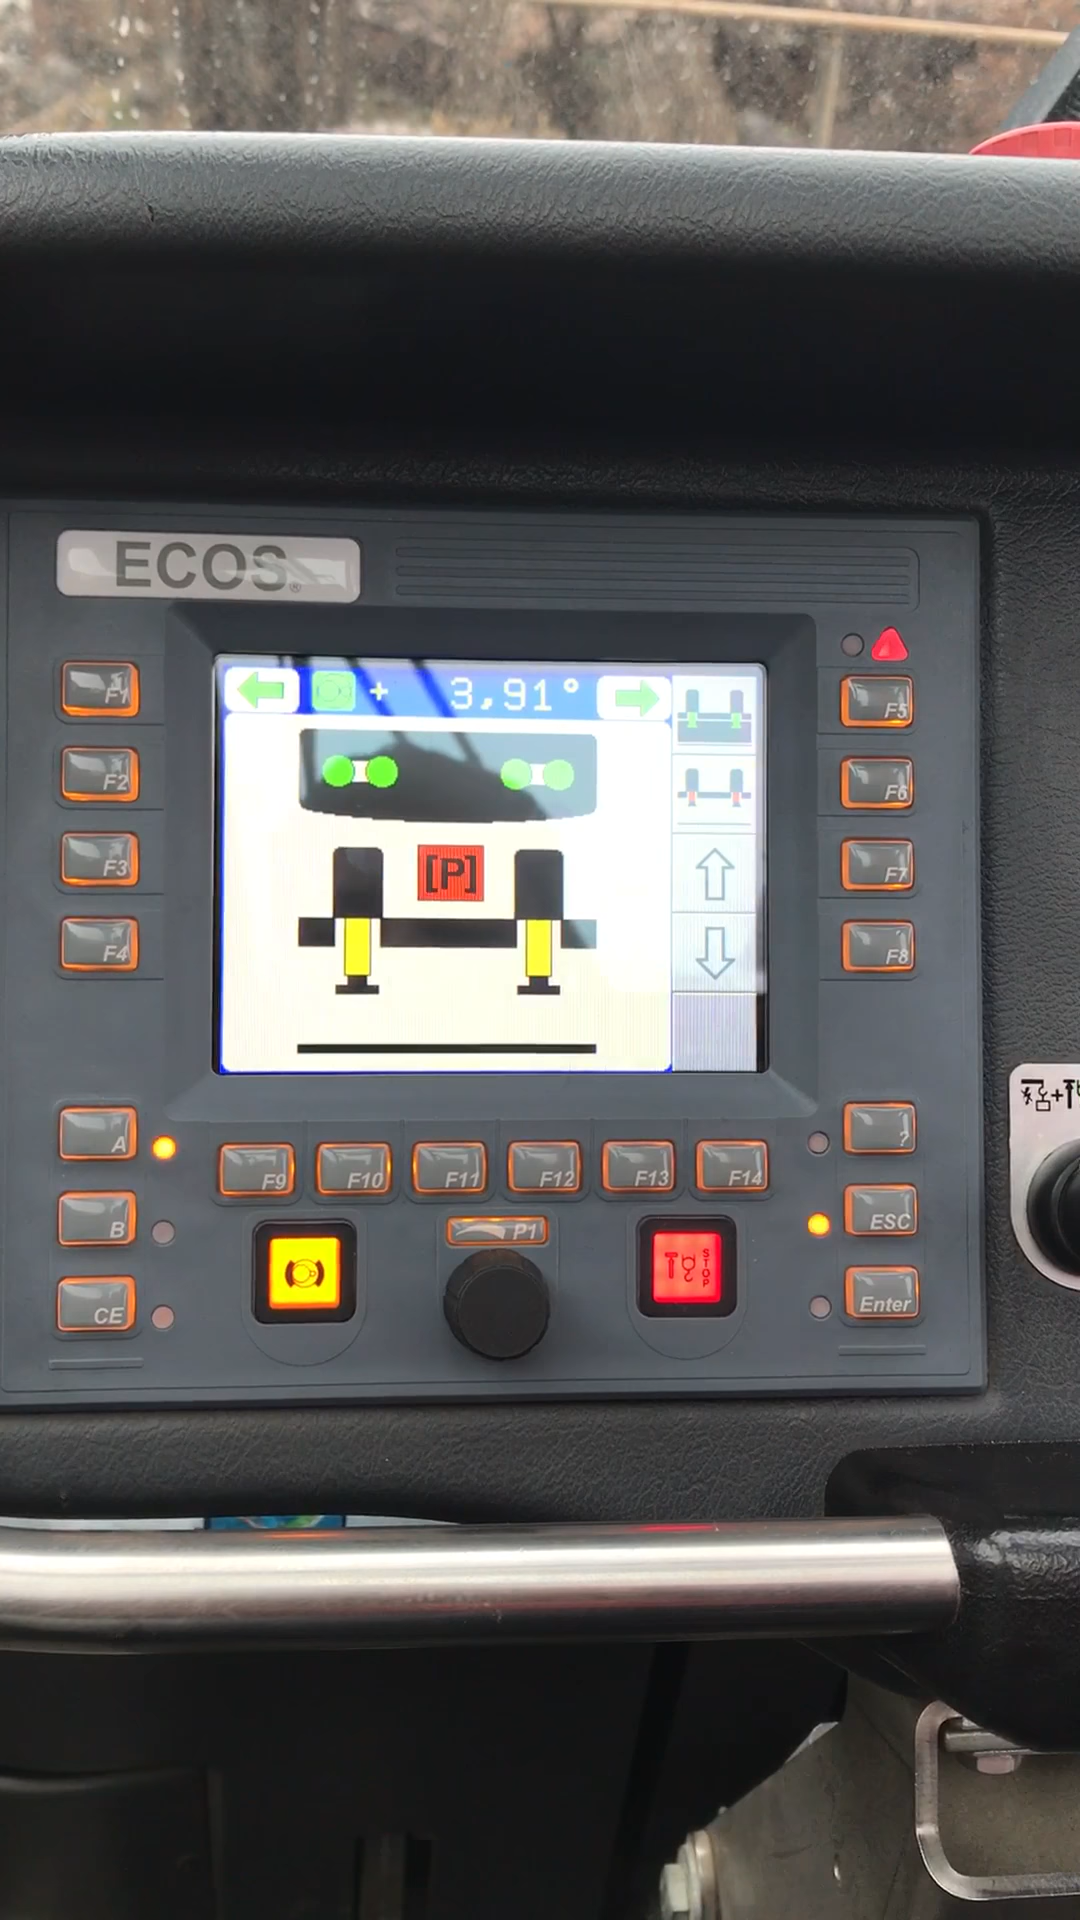 ECOS®
+ 3,91°
[P]
F1
F2
F3
F4
F5
F6
F7
F8
A
B
CE
F9
F10
F11
F12
F13
F14
?
ESC
Enter
P1
STOP